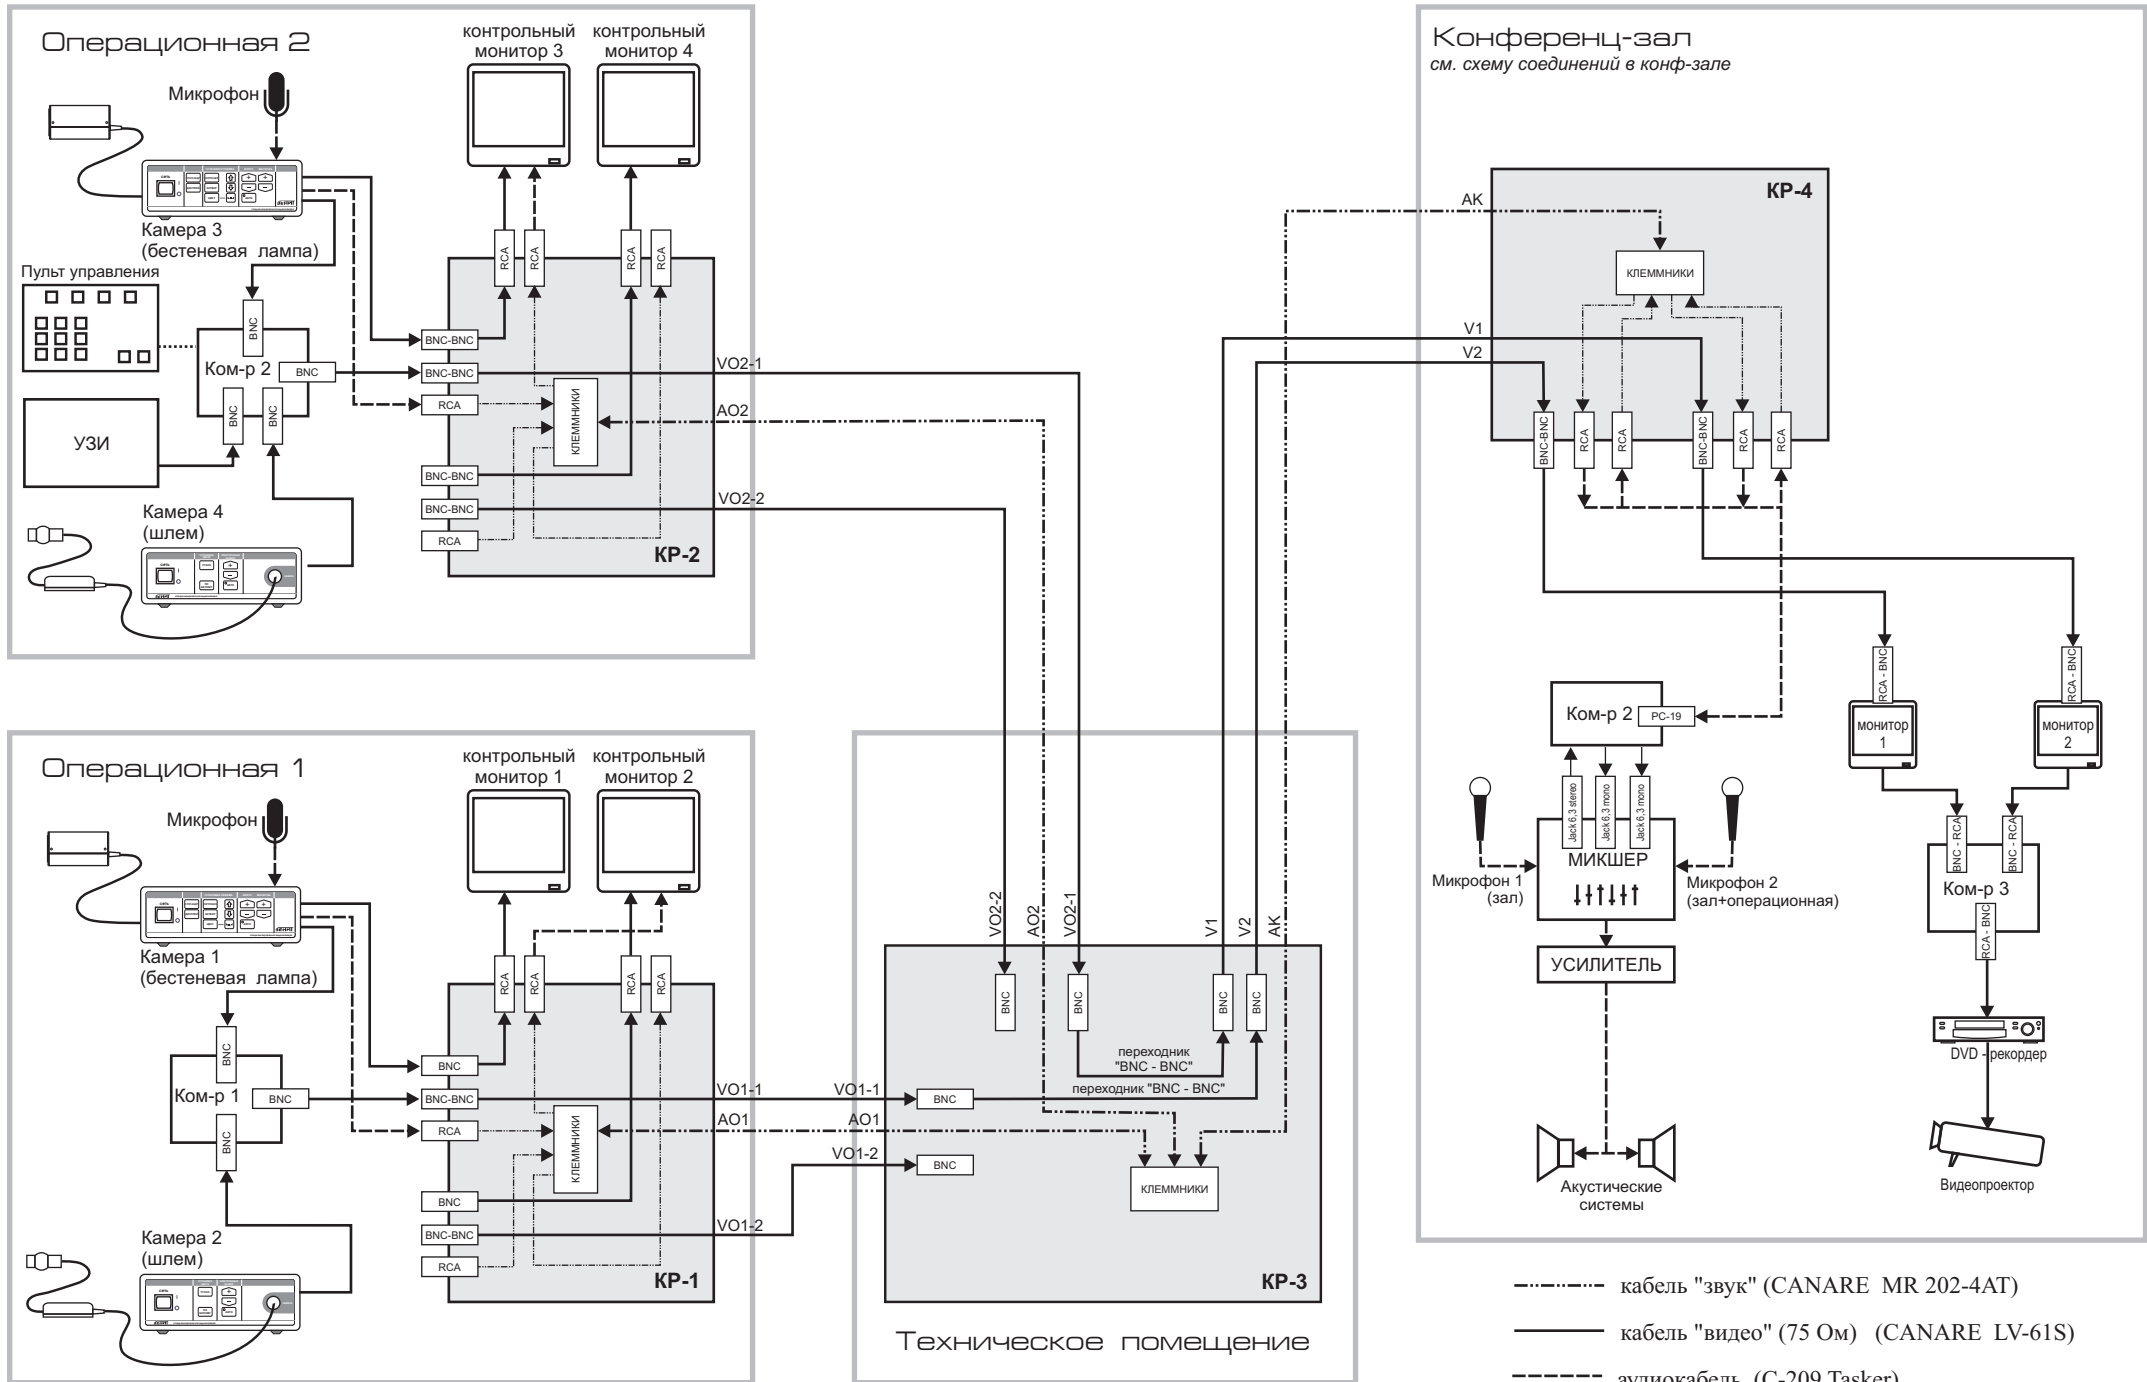 Операционная 2
Микрофон
контрольный
монитор 3
контрольный
монитор 4
Камера 3
(бестеневая лампа)
Пульт управления
BNC
Ком-р 2
BNC
BNC
BNC
УЗИ
Камера 4
(шлем)
RCA
RCA
RCA
RCA
BNC-BNC
BNC-BNC
RCA
КЛЕММНИКИ
BNC-BNC
BNC-BNC
RCA
КР-2
VO2-1
AO2
VO2-2
Операционная 1
Микрофон
контрольный
монитор 1
контрольный
монитор 2
Камера 1
(бестеневая лампа)
BNC
Ком-р 1
BNC
BNC
Камера 2
(шлем)
RCA
RCA
RCA
RCA
BNC
BNC-BNC
RCA
КЛЕММНИКИ
BNC
BNC-BNC
RCA
КР-1
VO1-1
AO1
VO1-2
VO1-1
AO1
VO1-2
VO2-2
AO2
VO2-1
V1
V2
AK
BNC
BNC
BNC
BNC
переходник
"BNC - BNC"
переходник "BNC - BNC"
BNC
BNC
КЛЕММНИКИ
КР-3
Техническое помещение
Конференц-зал
см. схему соединений в конф-зале
AK
V1
V2
КР-4
КЛЕММНИКИ
BNC-BNC
RCA
RCA
BNC-BNC
RCA
RCA
RCA - BNC
RCA - BNC
монитор
1
монитор
2
Ком-р 2
PC-19
Jack 6,3 stereo
Jack 6,3 mono
Jack 6,3 mono
МИКШЕР
Микрофон 1
(зал)
Микрофон 2
(зал+операционная)
УСИЛИТЕЛЬ
Акустические
системы
BNC - RCA
BNC - RCA
Ком-р 3
RCA - BNC
DVD - рекордер
Видеопроектор
кабель "звук" (CANARE MR 202-4AT)
кабель "видео" (75 Ом) (CANARE LV-61S)
аудиокабель (C-209 Tasker)